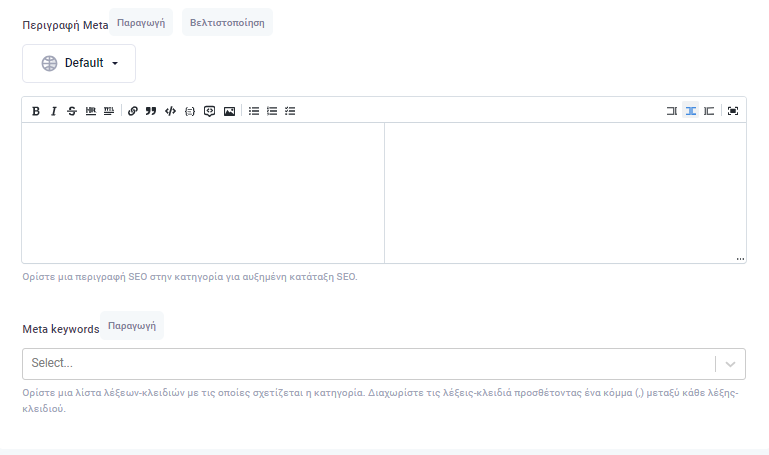 Περιγραφή Meta Παραγωγή Βελτιστοποίηση
Default
Ορίστε μια περιγραφή SEO στην κατηγορία για αυξημένη κατάταξη SEO.
Meta keywords Παραγωγή
Select...
Ορίστε μια λίστα λέξεων-κλειδιών με τις οποίες σχετίζεται η κατηγορία. Διαχωρίστε τις λέξεις-κλειδιά προσθέτοντας ένα κόμμα (,) μεταξύ κάθε λέξης-
κλειδιού.